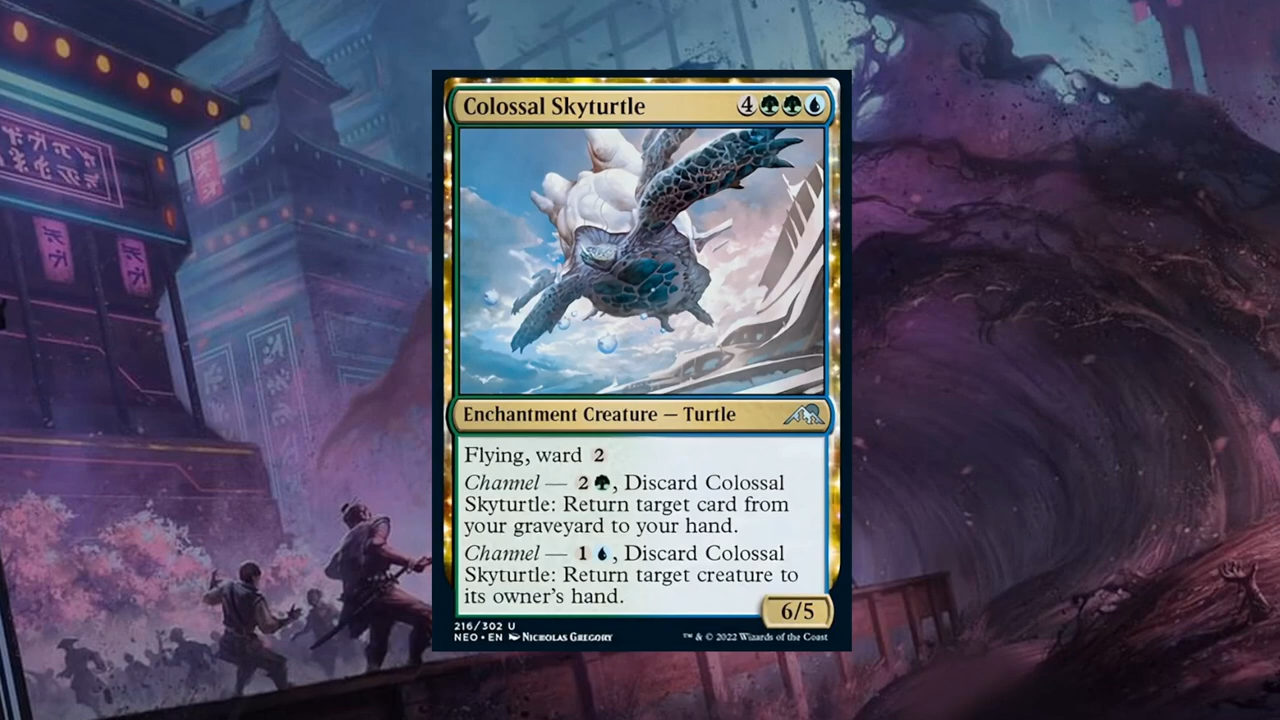 Colossal Skyturtle 4
Enchantment Creature — Turtle
Flying, ward 2
Channel — 2, Discard Colossal
Skyturtle: Return target card from
your graveyard to your hand.
Channel — 1, Discard Colossal
Skyturtle: Return target creature to
its owner's hand.
6/5
216/302 U
NEO • EN Nicholas Gregory
™ & © 2022 Wizards of the Coast